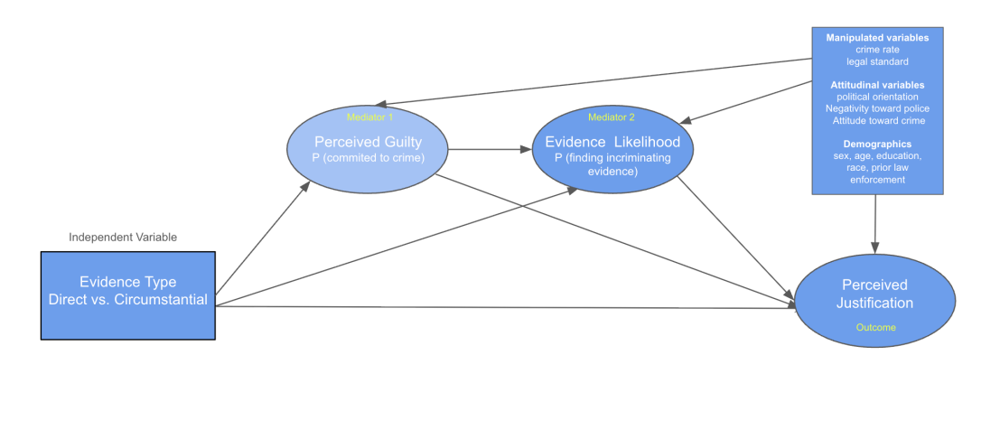 Manipulated variables
crime rate
legal standard
Attitudinal variables
political orientation
Negativity toward police
Attitude toward crime
Demographics
sex, age, education,
race, prior law
enforcement
Mediator 1
Perceived Guilty
P (commited to crime)
Mediator 2
Evidence Likelihood
P (finding incriminating
evidence)
Independent Variable
Evidence Type
Direct vs. Circumstantial
Perceived
Justification
Outcome